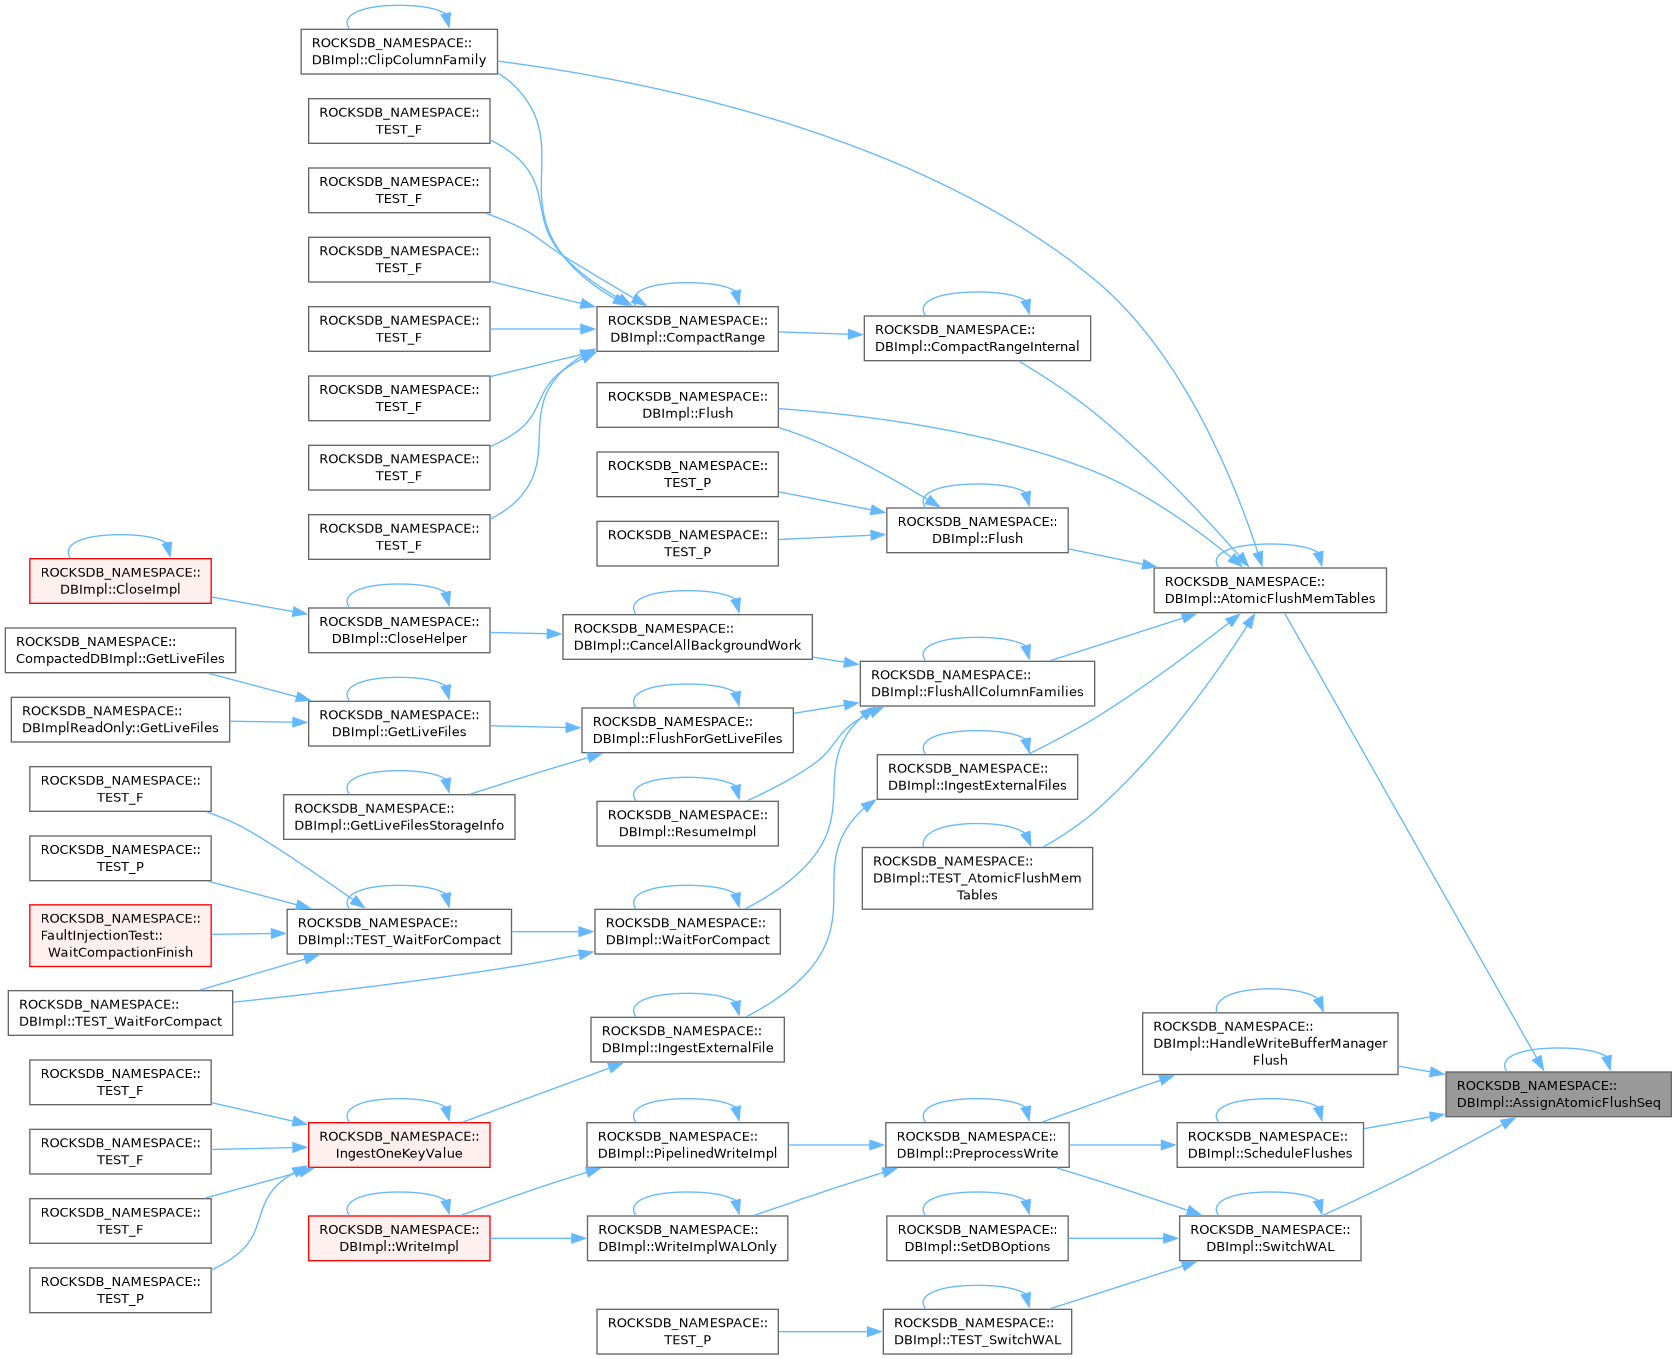 ROCKSDB_NAMESPACE::
DBImpl::ClipColumnFamily
ROCKSDB_NAMESPACE::
TEST_F
ROCKSDB_NAMESPACE::
TEST_F
ROCKSDB_NAMESPACE::
TEST_F
ROCKSDB_NAMESPACE::
TEST_F
ROCKSDB_NAMESPACE::
TEST_F
ROCKSDB_NAMESPACE::
TEST_F
ROCKSDB_NAMESPACE::
TEST_F
ROCKSDB_NAMESPACE::
DBImpl::CompactRange
ROCKSDB_NAMESPACE::
DBImpl::CompactRangeInternal
ROCKSDB_NAMESPACE::
DBImpl::Flush
ROCKSDB_NAMESPACE::
TEST_P
ROCKSDB_NAMESPACE::
TEST_P
ROCKSDB_NAMESPACE::
DBImpl::Flush
ROCKSDB_NAMESPACE::
DBImpl::AtomicFlushMemTables
ROCKSDB_NAMESPACE::
DBImpl::CloseImpl
ROCKSDB_NAMESPACE::
DBImpl::CloseHelper
ROCKSDB_NAMESPACE::
DBImpl::CancelAllBackgroundWork
ROCKSDB_NAMESPACE::
DBImpl::FlushAllColumnFamilies
ROCKSDB_NAMESPACE::
CompactedDBImpl::GetLiveFiles
ROCKSDB_NAMESPACE::
DBImplReadOnly::GetLiveFiles
ROCKSDB_NAMESPACE::
DBImpl::GetLiveFiles
ROCKSDB_NAMESPACE::
DBImpl::FlushForGetLiveFiles
ROCKSDB_NAMESPACE::
DBImpl::GetLiveFilesStorageInfo
ROCKSDB_NAMESPACE::
DBImpl::ResumeImpl
ROCKSDB_NAMESPACE::
DBImpl::IngestExternalFiles
ROCKSDB_NAMESPACE::
DBImpl::TEST_AtomicFlushMem
Tables
ROCKSDB_NAMESPACE::
TEST_F
ROCKSDB_NAMESPACE::
TEST_P
ROCKSDB_NAMESPACE::
FaultInjectionTest::
WaitCompactionFinish
ROCKSDB_NAMESPACE::
DBImpl::TEST_WaitForCompact
ROCKSDB_NAMESPACE::
DBImpl::TEST_WaitForCompact
ROCKSDB_NAMESPACE::
DBImpl::WaitForCompact
ROCKSDB_NAMESPACE::
DBImpl::IngestExternalFile
ROCKSDB_NAMESPACE::
DBImpl::HandleWriteBufferManager
Flush
ROCKSDB_NAMESPACE::
DBImpl::AssignAtomicFlushSeq
ROCKSDB_NAMESPACE::
TEST_F
ROCKSDB_NAMESPACE::
TEST_F
ROCKSDB_NAMESPACE::
TEST_F
ROCKSDB_NAMESPACE::
TEST_P
ROCKSDB_NAMESPACE::
IngestOneKeyValue
ROCKSDB_NAMESPACE::
DBImpl::PipelinedWriteImpl
ROCKSDB_NAMESPACE::
DBImpl::PreprocessWrite
ROCKSDB_NAMESPACE::
DBImpl::ScheduleFlushes
ROCKSDB_NAMESPACE::
DBImpl::WriteImpl
ROCKSDB_NAMESPACE::
DBImpl::WriteImplWALOnly
ROCKSDB_NAMESPACE::
DBImpl::SetDBOptions
ROCKSDB_NAMESPACE::
DBImpl::SwitchWAL
ROCKSDB_NAMESPACE::
TEST_P
ROCKSDB_NAMESPACE::
DBImpl::TEST_SwitchWAL